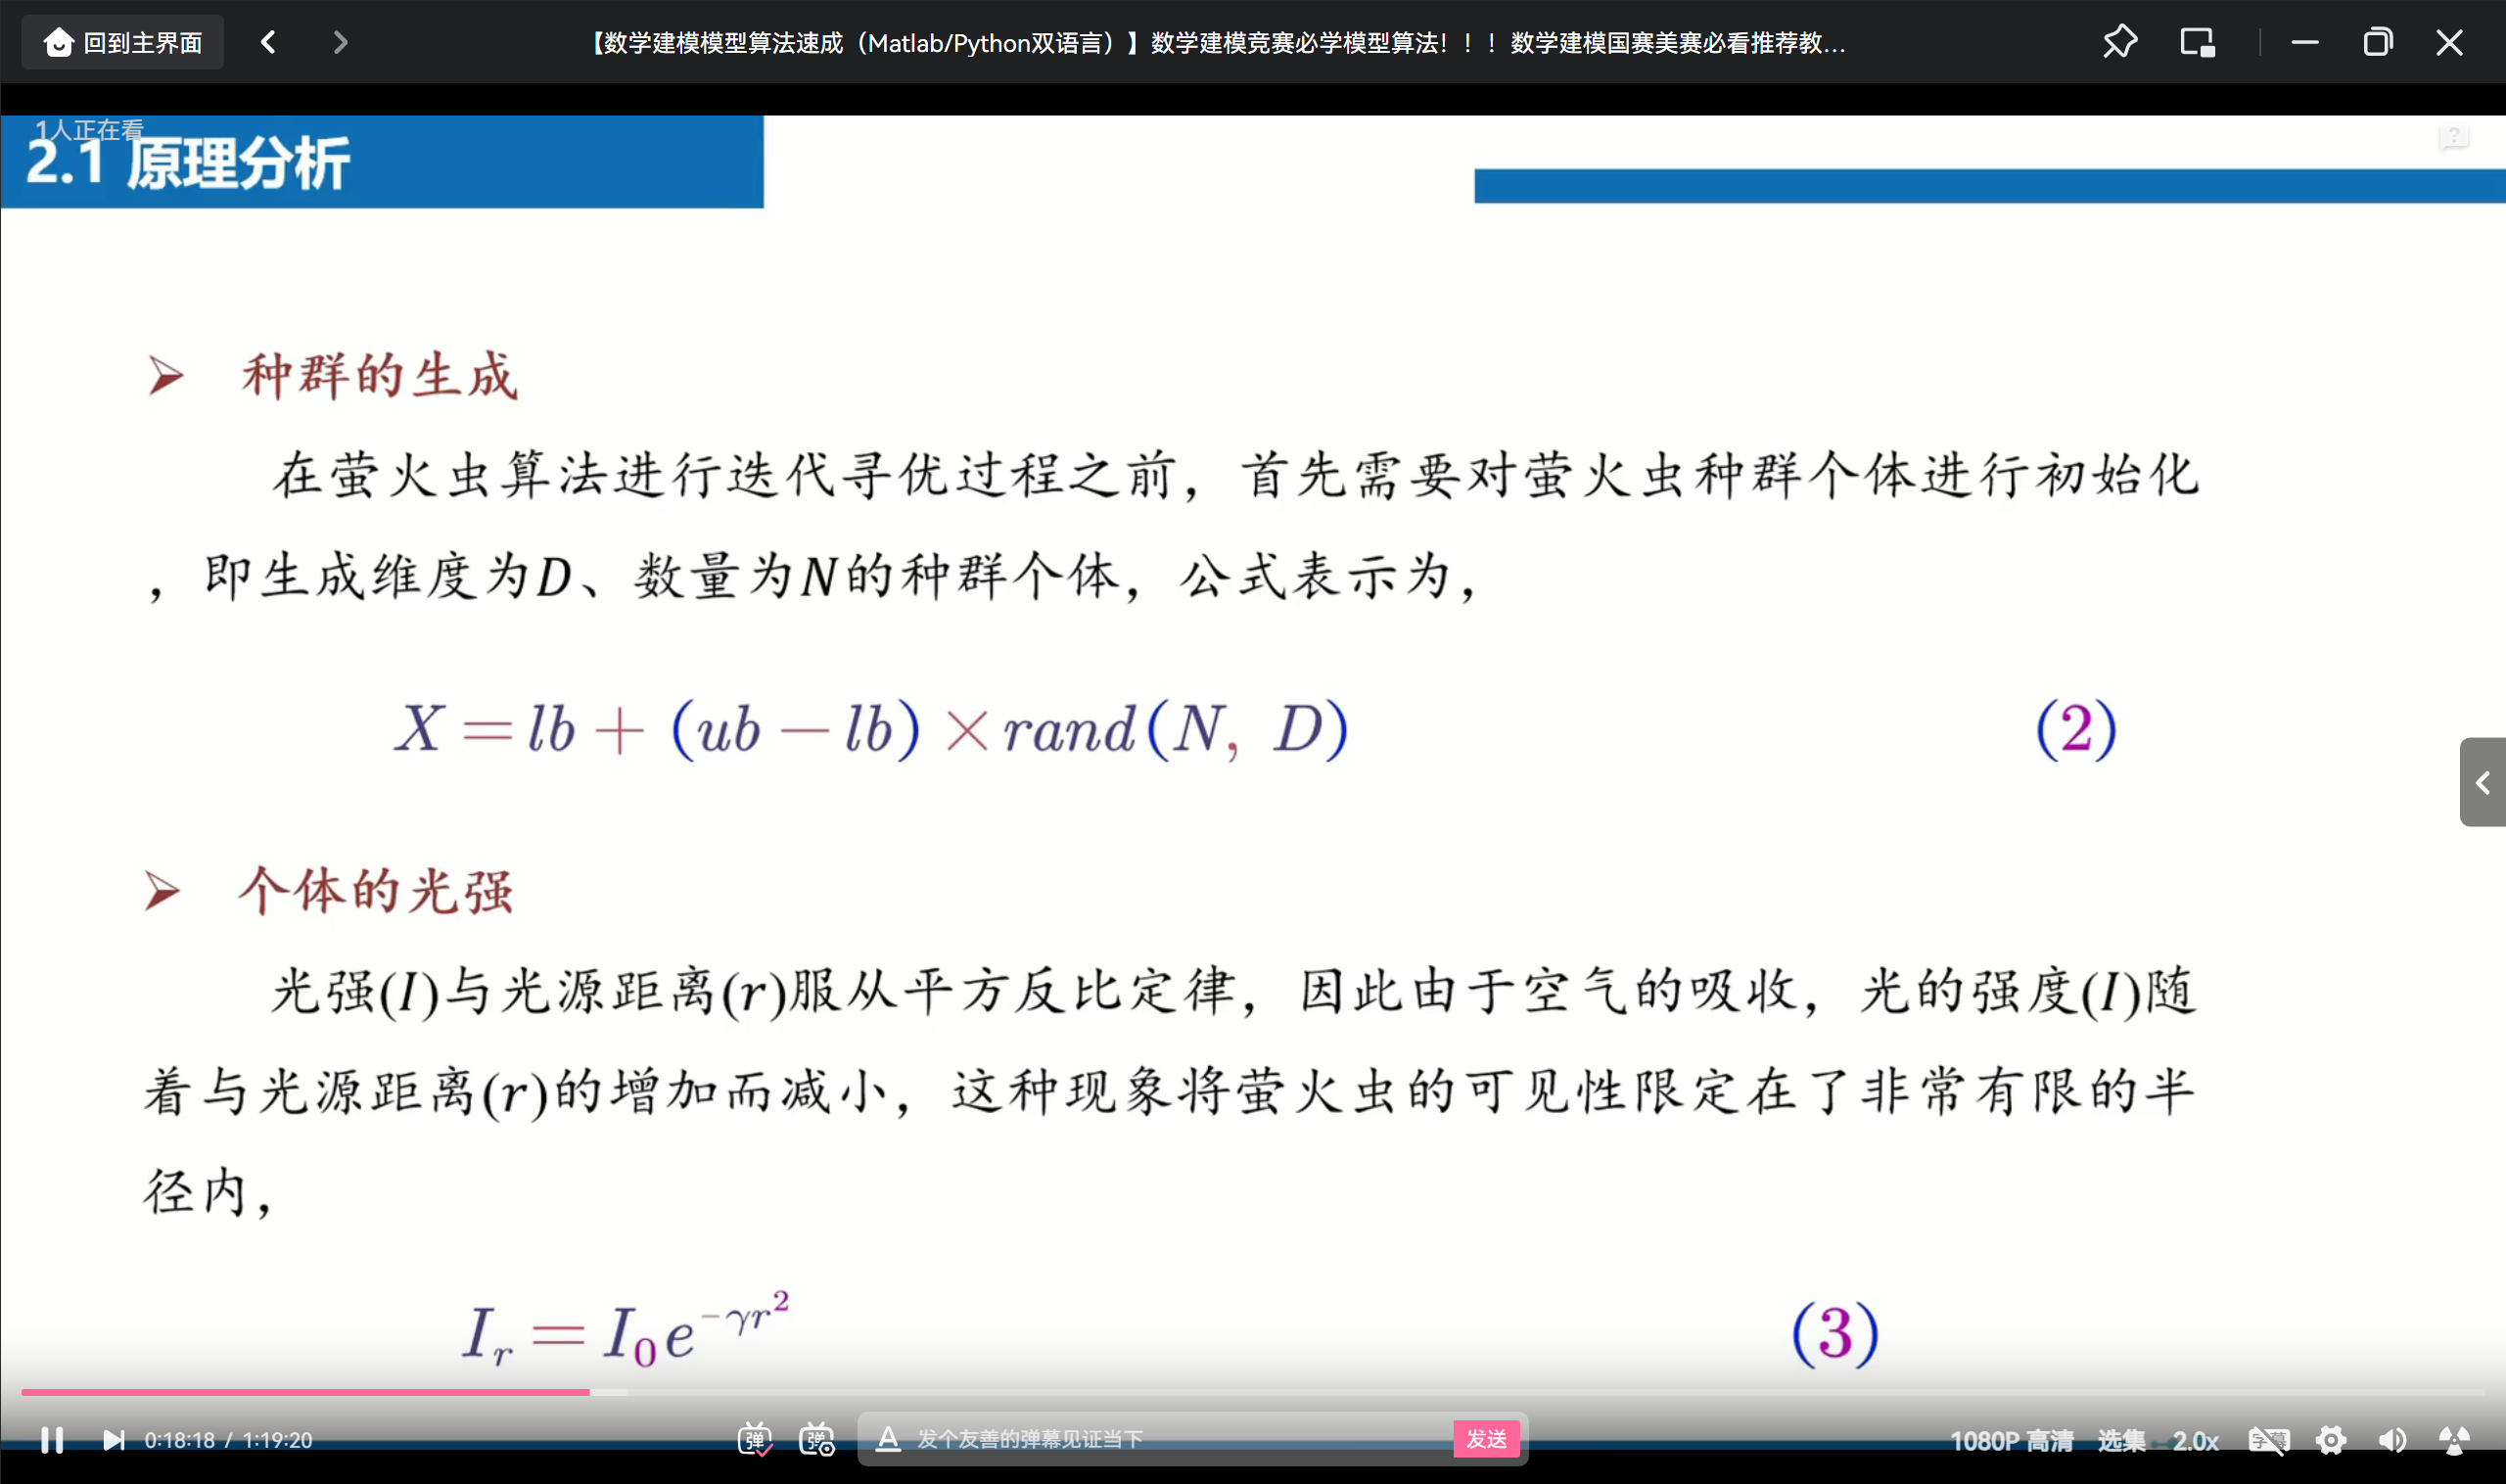 回到主界面
【数学建模模型算法速成（Matlab/Python双语言）】数学建模竞赛必学模型算法！！！数学建模国赛美赛必看推荐教...
1人正在看
2.1 原理分析
➢ 种群的生成
在萤火虫算法进行迭代寻优过程之前，首先需要对萤火虫种群个体进行初始化
，即生成维度为D、数量为N的种群个体，公式表示为，
X = lb + (ub − lb) × rand(N, D) (2)
➢ 个体的光强
光强(I)与光源距离(r)服从平方反比定律，因此由于空气的吸收，光的强度(I)随
着与光源距离(r)的增加而减小，这种现象将萤火虫的可见性限定在了非常有限的半
径内，
I_r = I_0 e^{-γr^2} (3)
0:18:18 / 1:19:20
弹
弹
A 发个友善的弹幕见证当下
发送
1080P 高清
选集
2.0x
字幕